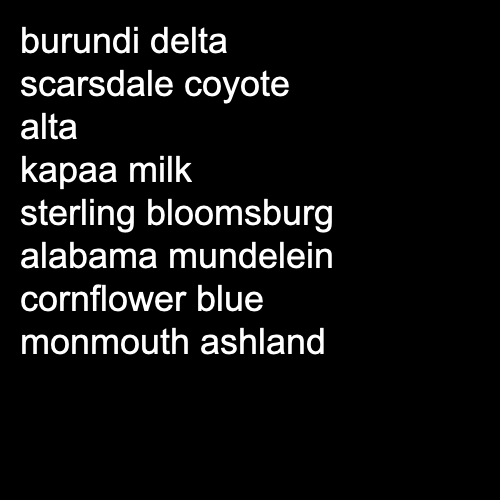 burundi delta
scarsdale coyote
alta
kapaa milk
sterling bloomsburg
alabama mundelein
cornflower blue
monmouth ashland